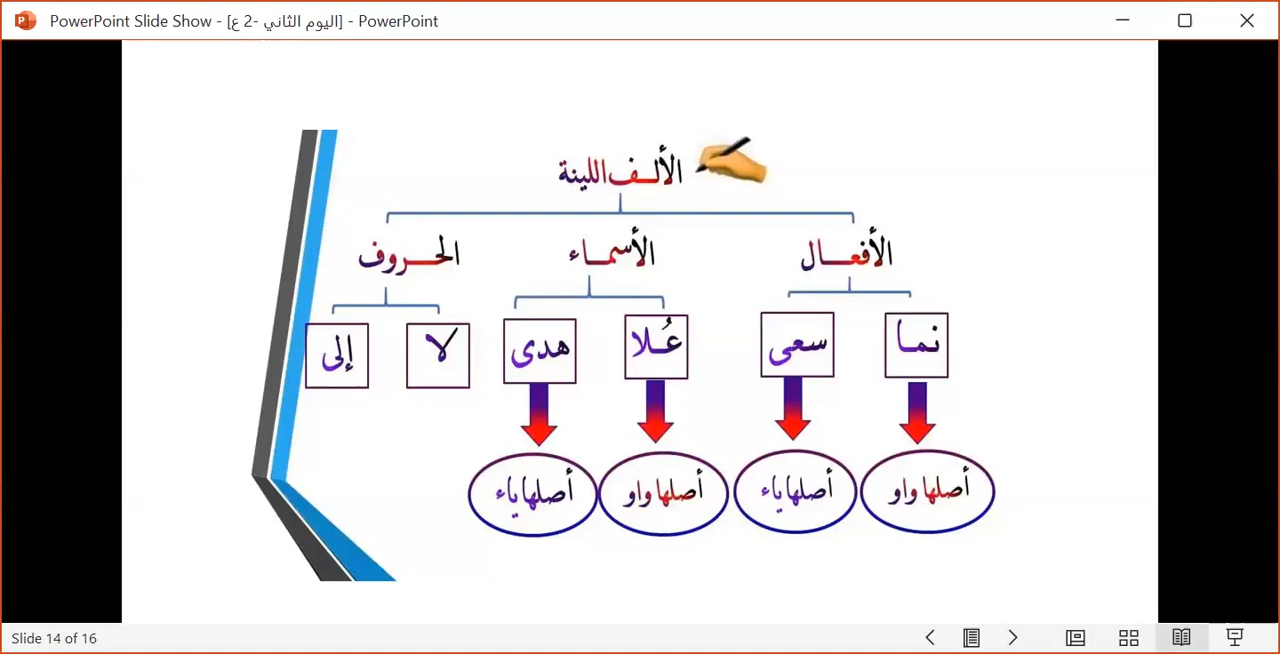 PowerPoint Slide Show - [اليوم الثاني -2 ع] - PowerPoint
الألف اللينة
الأفعال الأسماء الحروف
نما سعى عُلا هدى لا إلى
أصلها واو أصلها ياء أصلها واو أصلها ياء
Slide 14 of 16